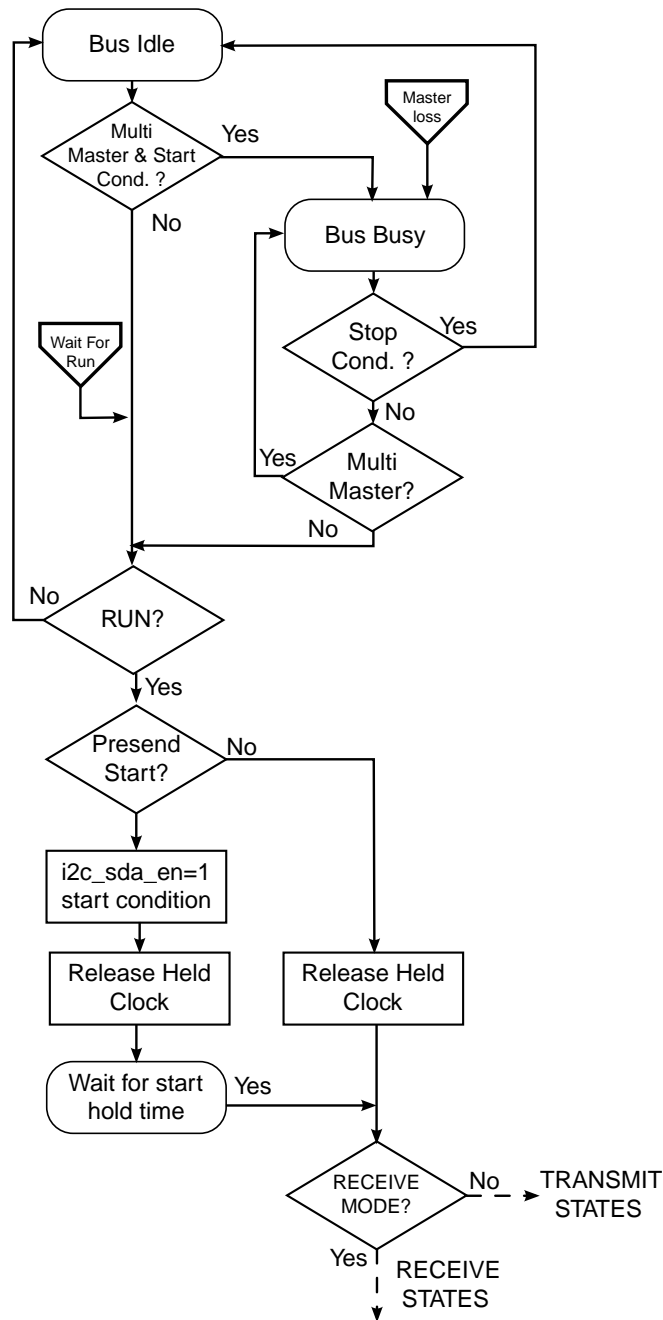 Bus Idle
Master
loss
Multi
Master & Start
Cond. ?
Yes
No
Bus Busy
Wait For
Run
Stop
Cond. ?
Yes
No
Yes
Multi
Master?
No
No
RUN?
Yes
Presend
Start?
No
i2c_sda_en=1
start condition
Release Held
Clock
Release Held
Clock
Wait for start
hold time
Yes
RECEIVE
MODE?
No
TRANSMIT
STATES
Yes
RECEIVE
STATES